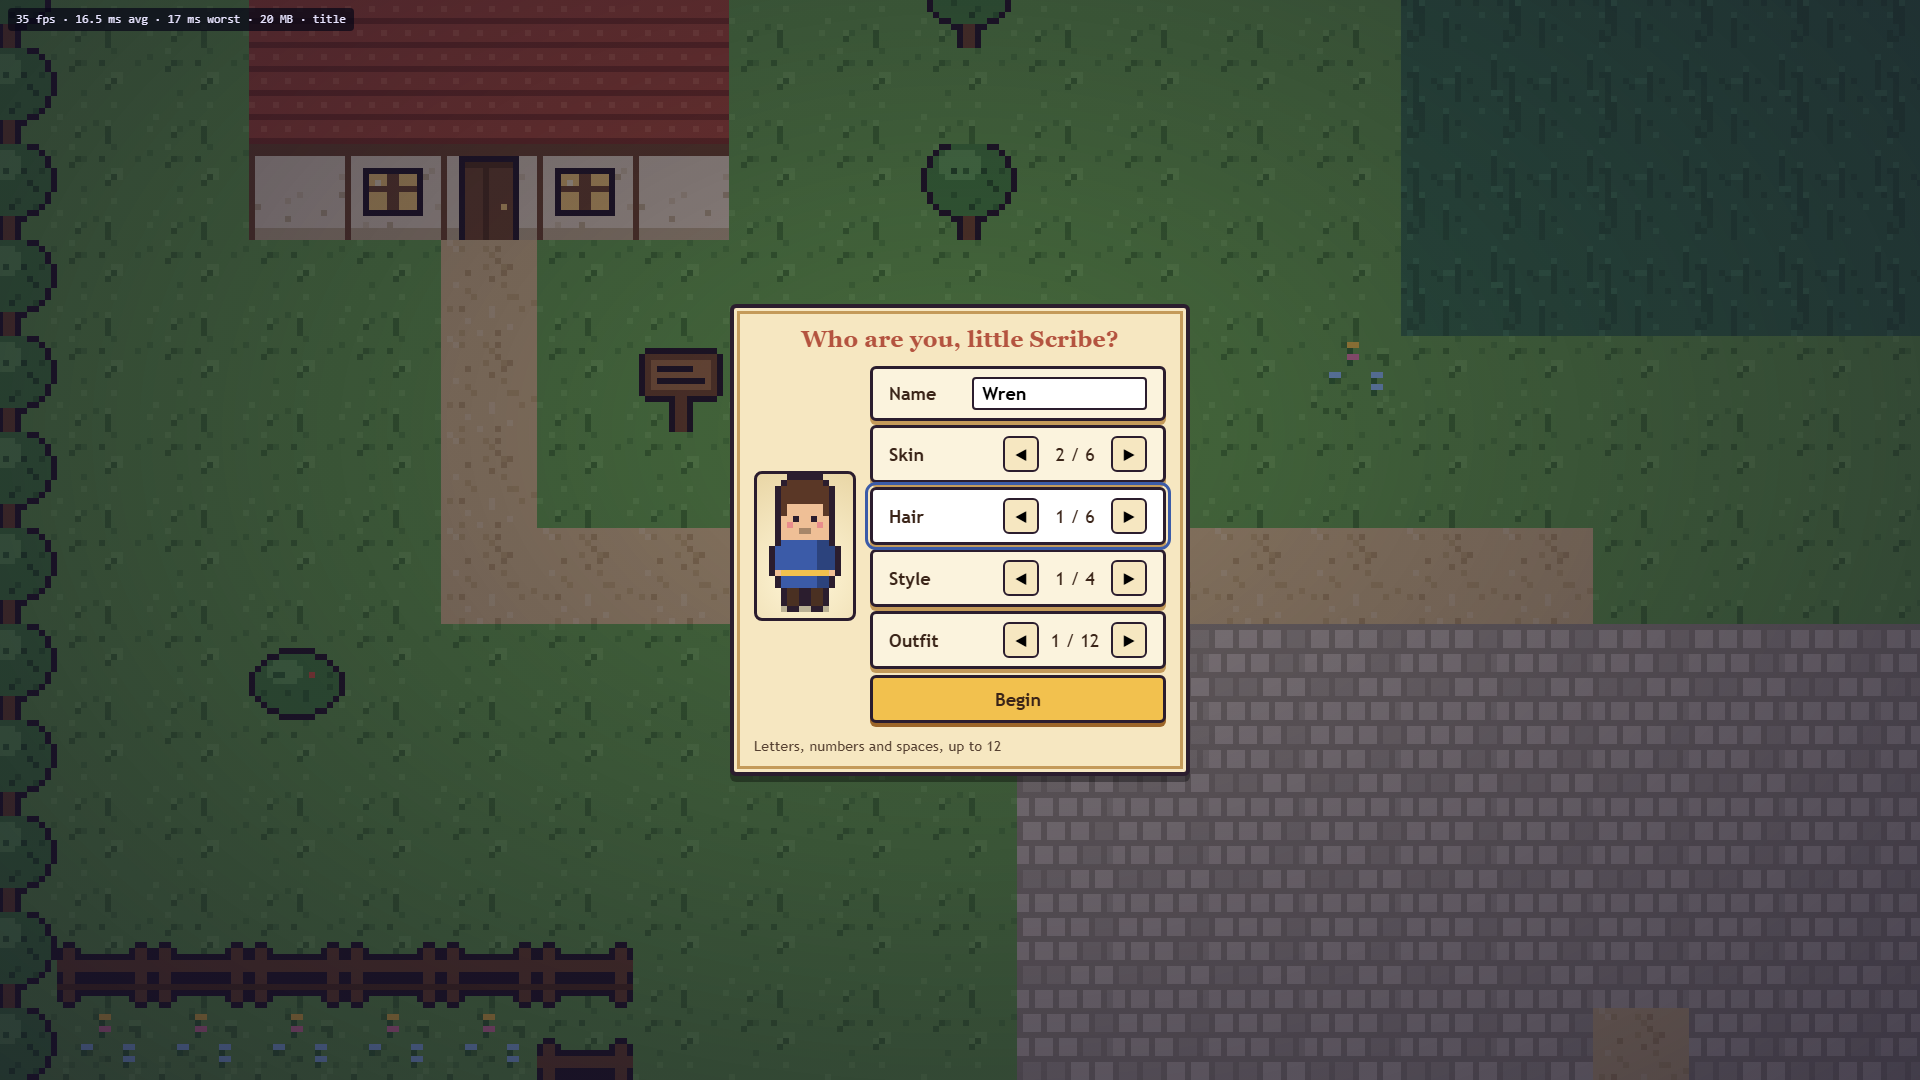 35 fps · 16.5 ms avg · 17 ms worst · 20 MB · title
Who are you, little Scribe?
Name Wren
Skin ◀ 2 / 6 ▶
Hair ◀ 1 / 6 ▶
Style ◀ 1 / 4 ▶
Outfit ◀ 1 / 12 ▶
Begin
Letters, numbers and spaces, up to 12